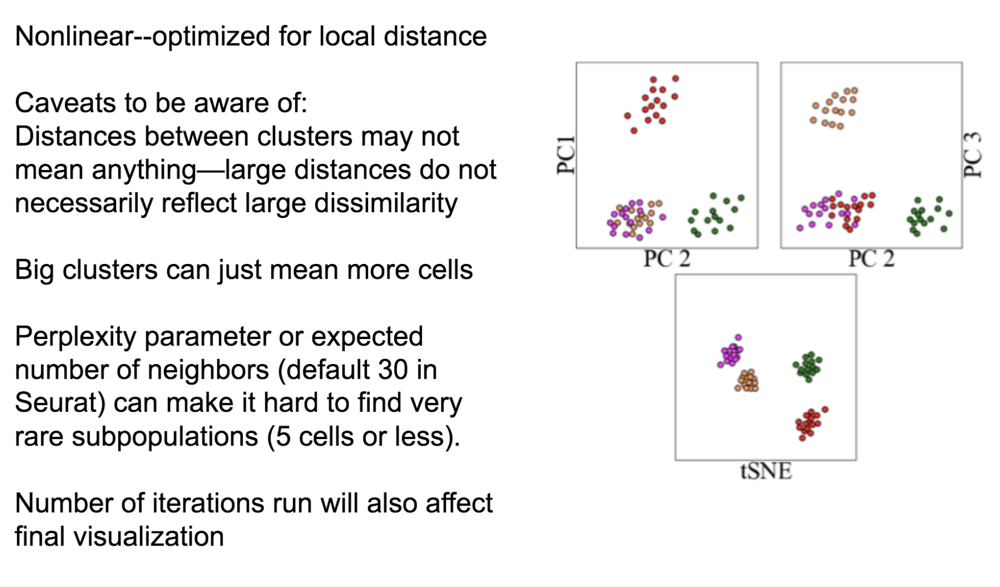 Nonlinear--optimized for local distance
Caveats to be aware of:
Distances between clusters may not
mean anything—large distances do not
necessarily reflect large dissimilarity
Big clusters can just mean more cells
Perplexity parameter or expected
number of neighbors (default 30 in
Seurat) can make it hard to find very
rare subpopulations (5 cells or less).
Number of iterations run will also affect
final visualization
PC1
PC 2
PC 3
PC 2
tSNE